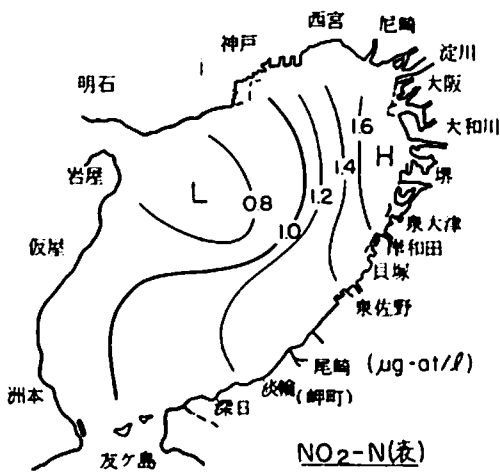 西宮
尼崎
神戸
淀川
明石
大阪
大和川
1.6
H
1.4
堺
岩屋
L
0.8
1.2
1.0
泉大津
岸和田
仮屋
貝塚
泉佐野
尾崎 (μg-at/l)
淡輪
(岬町)
洲本
深日
友ケ島
NO₂-N(表)